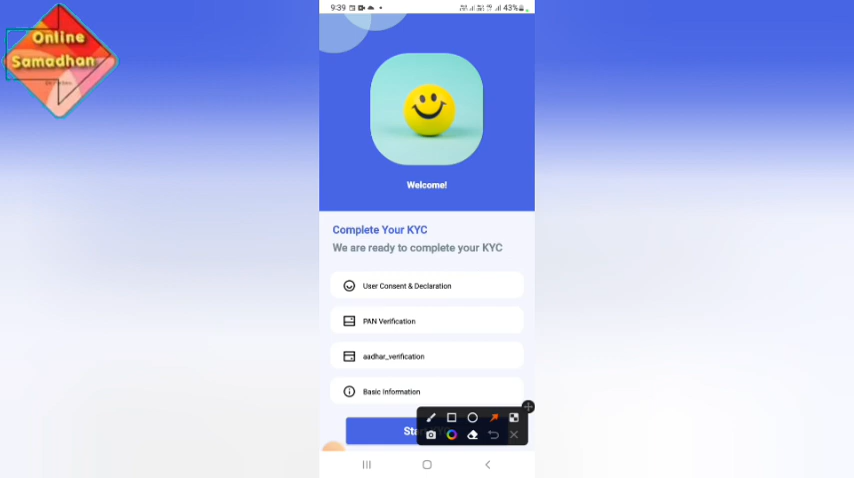 Online
Samadhan
9:39
43%
Welcome!
Complete Your KYC
We are ready to complete your KYC
User Consent & Declaration
PAN Verification
aadhar_verification
Basic Information